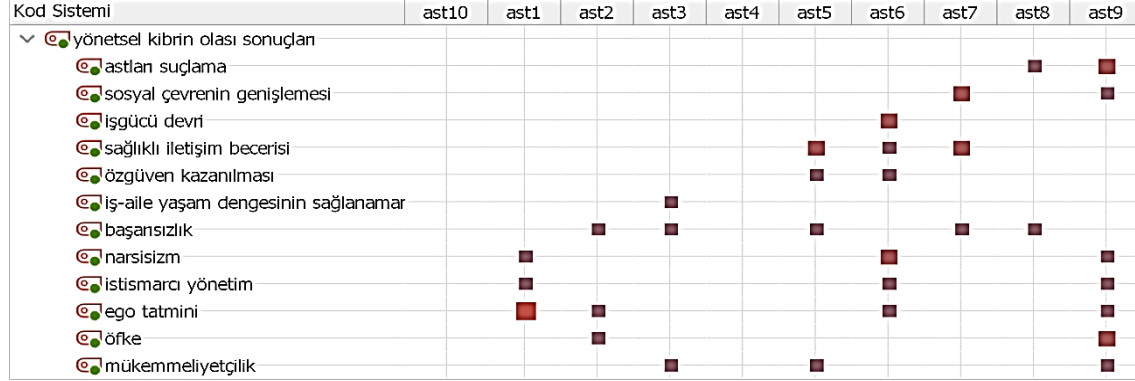 Kod Sistemi ast10 ast1 ast2 ast3 ast4 ast5 ast6 ast7 ast8 ast9
yönetsel kibrin olası sonuçları
astları suçlama
sosyal çevrenin genişlemesi
işgücü devri
sağlıklı iletişim becerisi
özgüven kazanılması
iş-aile yaşam dengesinin sağlanamar
başarısızlık
narsisizm
istismarcı yönetim
ego tatmini
öfke
mükemmeliyetçilik